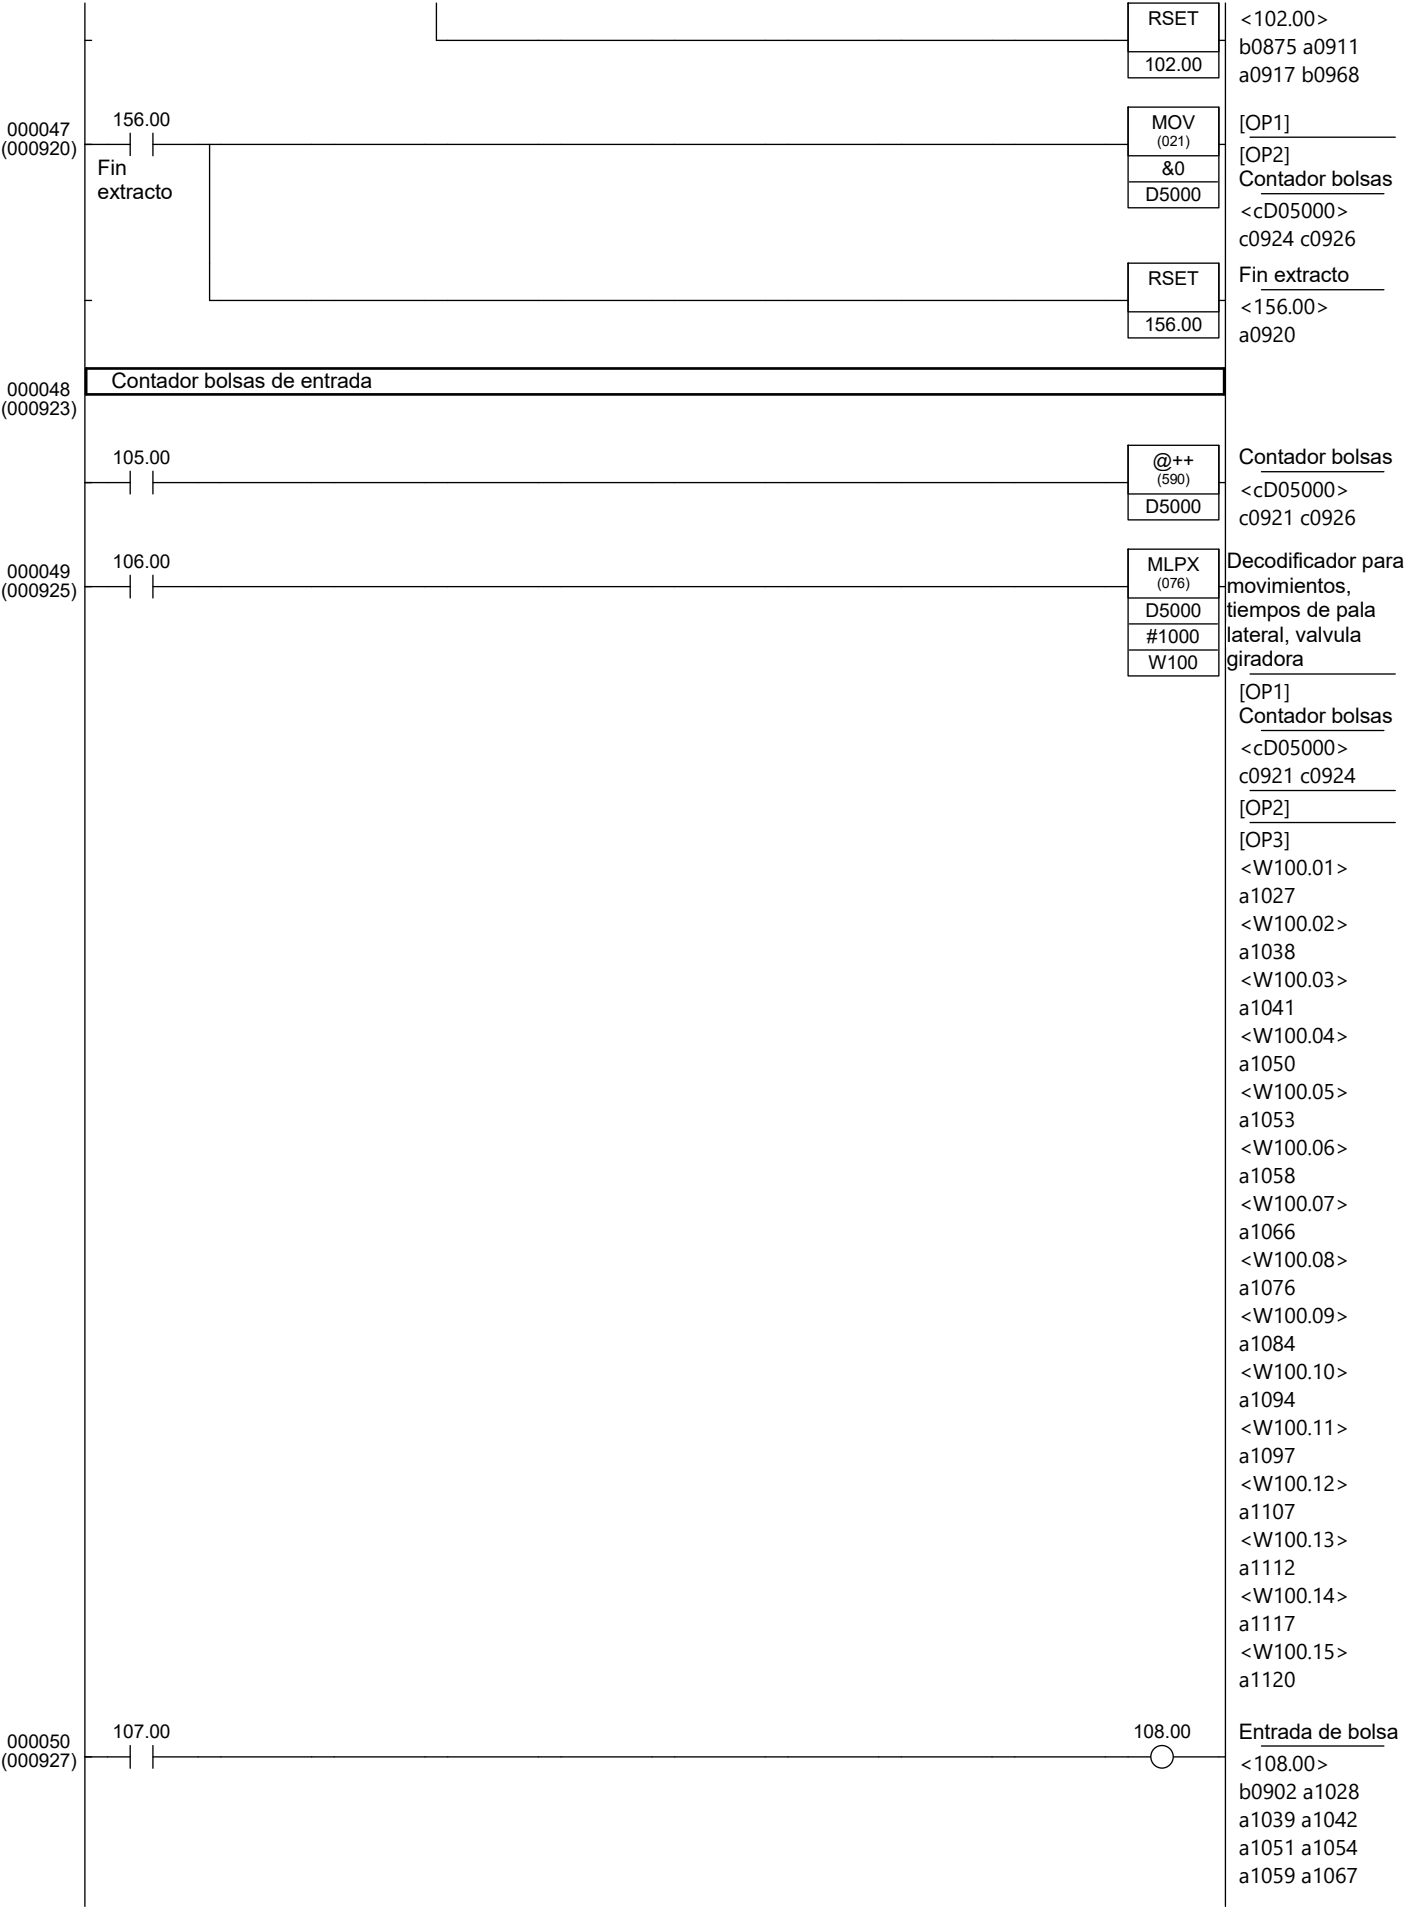 RSET
102.00
<102.00>
b0875 a0911
a0917 b0968
000047
(000920)
156.00
Fin
extracto
MOV
(021)
&0
D5000
[OP1]
[OP2]
Contador bolsas
<cD05000>
c0924 c0926
RSET
156.00
Fin extracto
<156.00>
a0920
000048
(000923)
Contador bolsas de entrada
105.00
@++
(590)
D5000
Contador bolsas
<cD05000>
c0921 c0926
000049
(000925)
106.00
MLPX
(076)
D5000
#1000
W100
Decodificador para
movimientos,
tiempos de pala
lateral, valvula
giradora
[OP1]
Contador bolsas
<cD05000>
c0921 c0924
[OP2]
[OP3]
<W100.01>
a1027
<W100.02>
a1038
<W100.03>
a1041
<W100.04>
a1050
<W100.05>
a1053
<W100.06>
a1058
<W100.07>
a1066
<W100.08>
a1076
<W100.09>
a1084
<W100.10>
a1094
<W100.11>
a1097
<W100.12>
a1107
<W100.13>
a1112
<W100.14>
a1117
<W100.15>
a1120
000050
(000927)
107.00
108.00
Entrada de bolsa
<108.00>
b0902 a1028
a1039 a1042
a1051 a1054
a1059 a1067